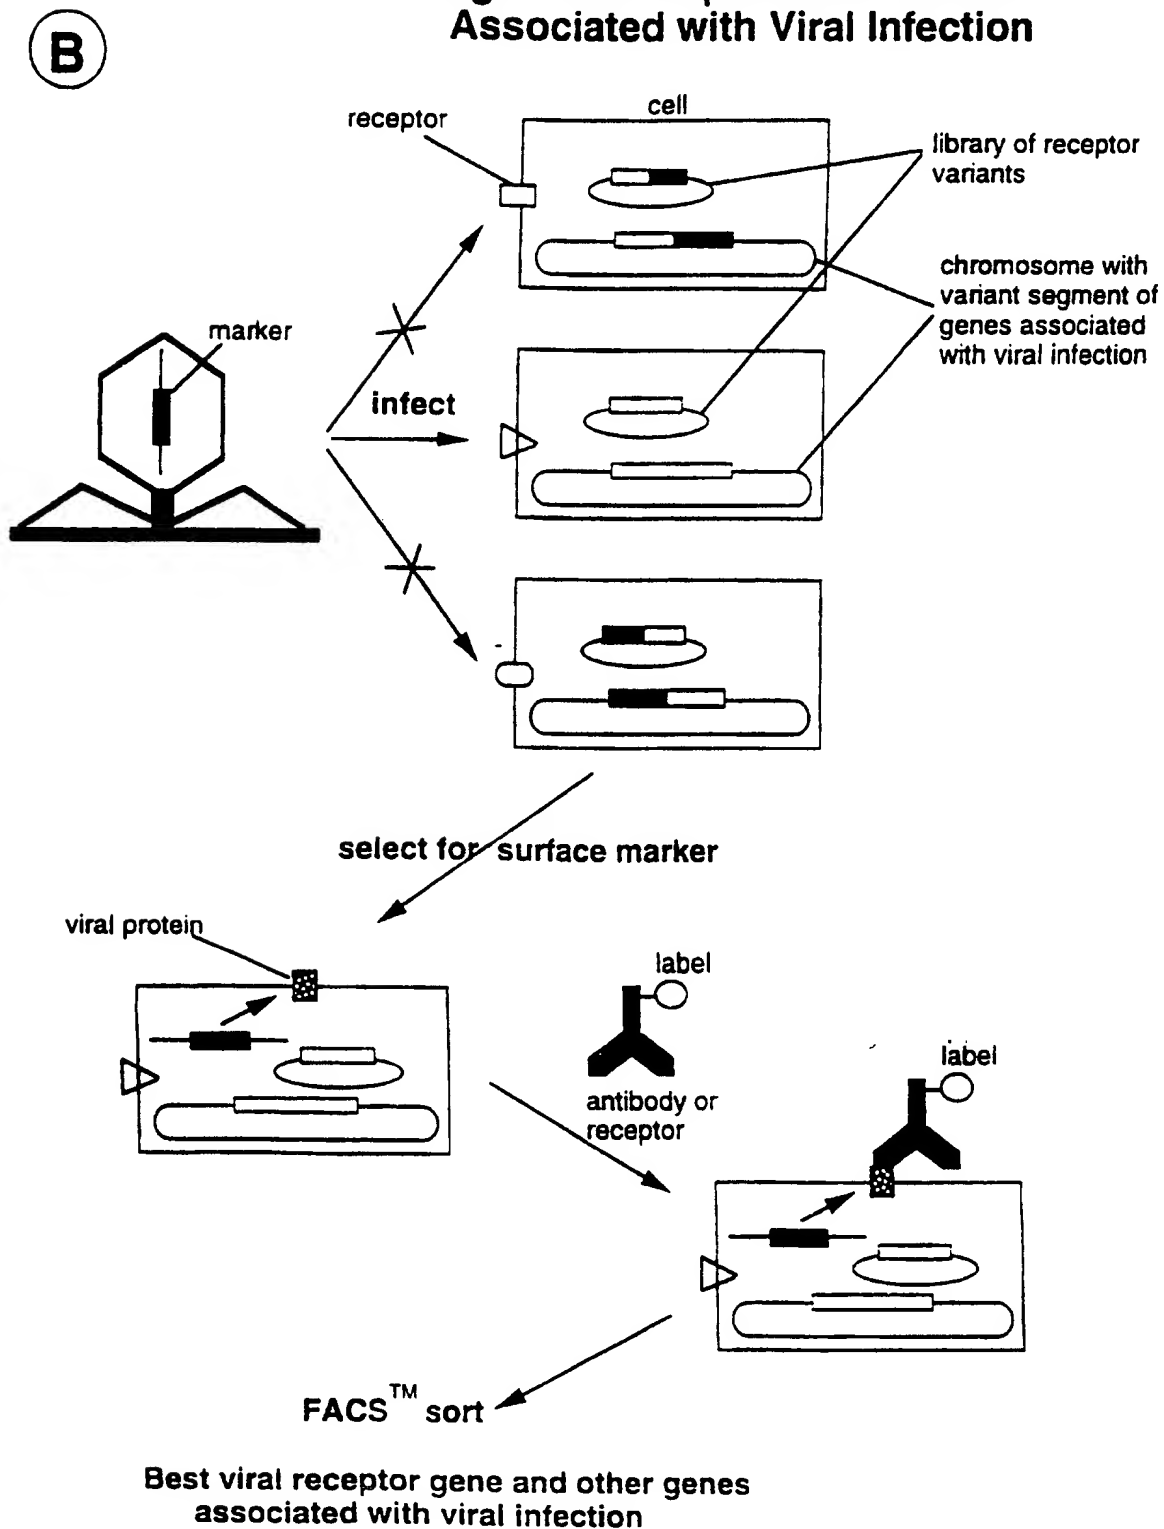 Associated with Viral Infection
B
cell
receptor
library of receptor
variants
chromosome with
variant segment of
genes associated
with viral infection
marker
infect
select for surface marker
viral protein
label
antibody or
receptor
label
FACS™ sort
Best viral receptor gene and other genes
associated with viral infection